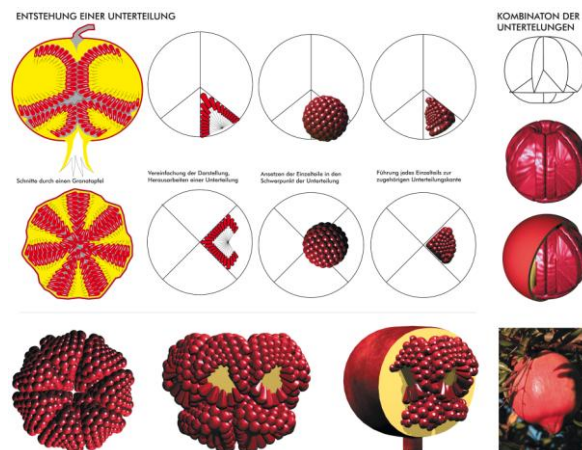 ENTSTEHUNG EINER UNTERTEILUNG
KOMBINATON DER
UNTERTELUNGEN
Schnitte durch einen Granatapfel
Vereinfachung der Darstellung,
Herausarbeiten einer Unterteilung
Ansetzen der Einzelteile in den
Schwerpunkt der Unterteilung
Führung jedes Einzelteils zur
zugehörigen Unterteilungskante